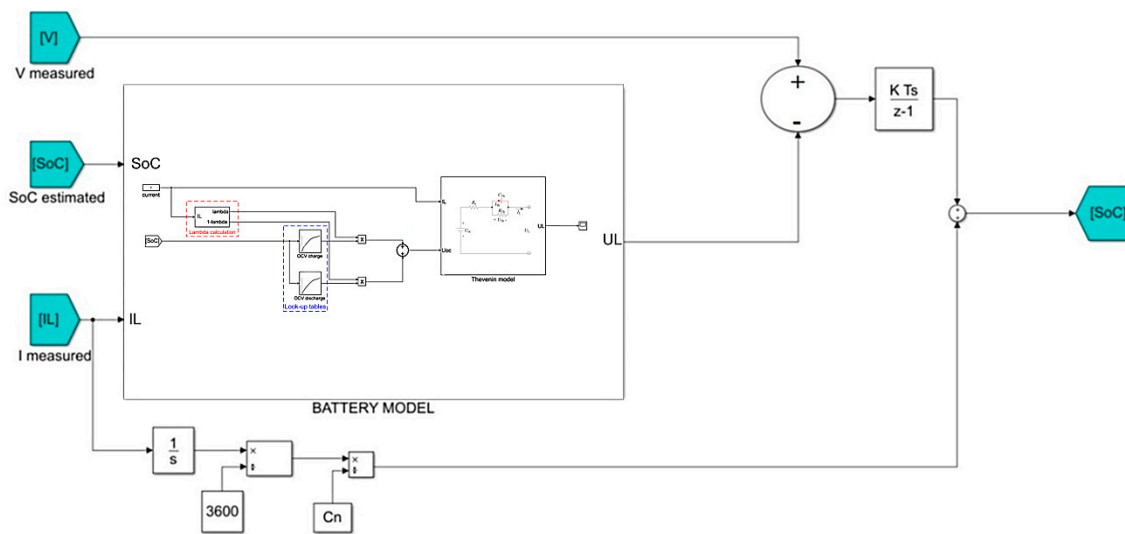 [V]
V measured
[SoC]
SoC estimated
[IL]
I measured
SoC
IL
UL
current
IL
lambda
1-lambda
Lambda calculation
[SoC]
OCV charge
OCV discharge
Look-up tables
x
x
IL
Uoc
UL
Thevenin model
BATTERY MODEL
+
-
K Ts
z-1
[SoC]
1
s
3600
×
÷
Cn
×
÷